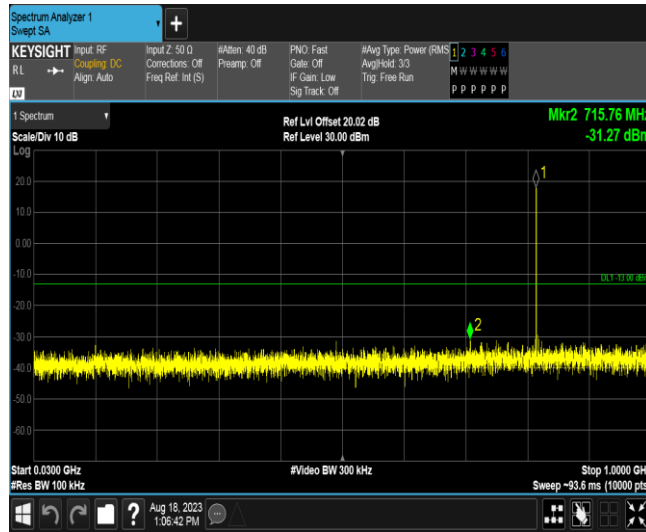 Spectrum Analyzer 1
Swept SA
+
KEYSIGHT Input: RF Input Z: 50 Ω #Atten: 40 dB PNO: Fast #Avg Type: Power (RMS 1 2 3 4 5 6
RL Coupling: DC Corrections: Off Preamp: Off Gate: Off Avg|Hold: 3/3 M W W W W W
Align: Auto Freq Ref: Int (S) IF Gain: Low Trig: Free Run
LXI Sig Track: Off P P P P P P
1 Spectrum Ref Lvl Offset 20.02 dB Mkr2 715.76 MHz
Scale/Div 10 dB Ref Level 30.00 dBm -31.27 dBm
Log
1
20.0
10.0
0.00
-10.0
DL1 -13.00 dBm
-20.0
2
-30.0
-40.0
-50.0
-60.0
Start 0.0300 GHz #Video BW 300 kHz Stop 1.0000 GHz
#Res BW 100 kHz Sweep ~93.6 ms (10000 pts
? Aug 18, 2023
1:06:42 PM